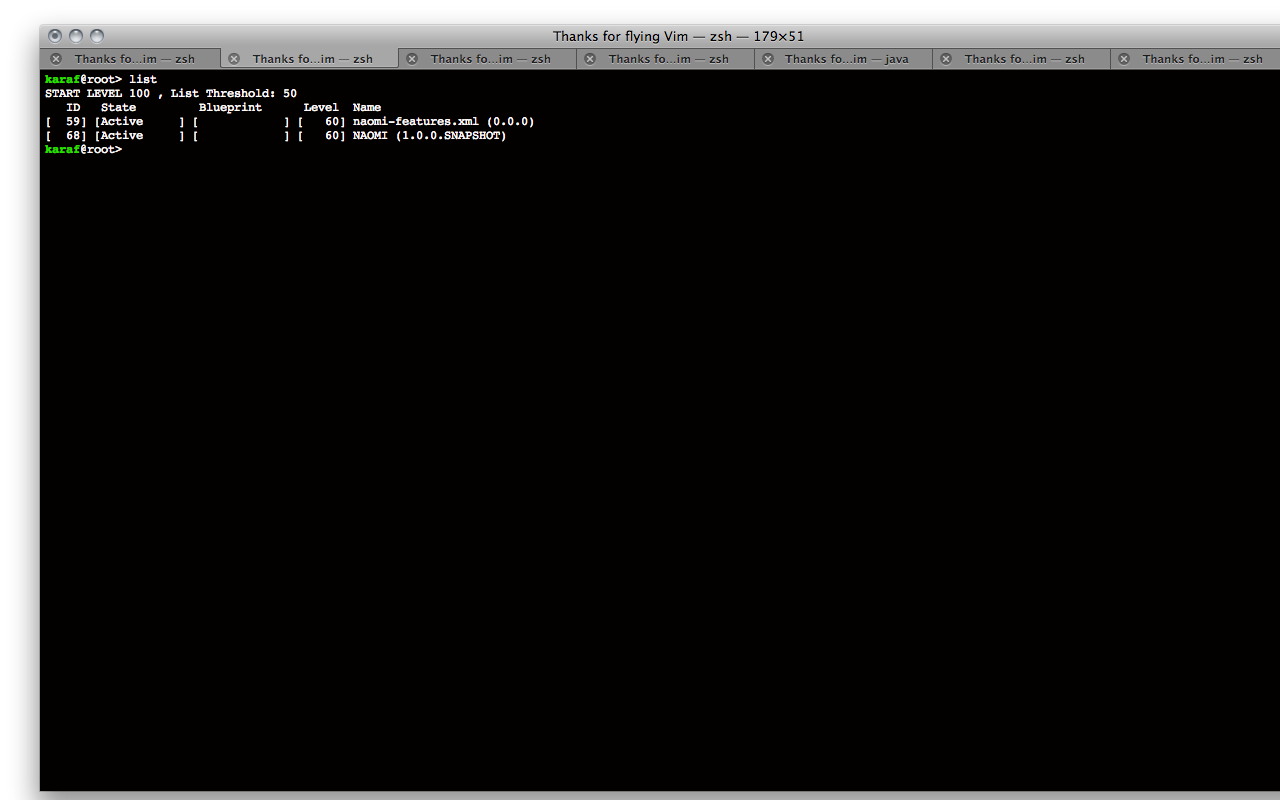 Thanks for flying Vim — zsh — 179×51
Thanks fo...im — zsh Thanks fo...im — zsh Thanks fo...im — zsh Thanks fo...im — zsh Thanks fo...im — java Thanks fo...im — zsh Thanks fo...im — zsh
karaf@root> list
START LEVEL 100 , List Threshold: 50
   ID   State         Blueprint      Level  Name
[  59] [Active     ] [            ] [   60] naomi-features.xml (0.0.0)
[  68] [Active     ] [            ] [   60] NAOMI (1.0.0.SNAPSHOT)
karaf@root>